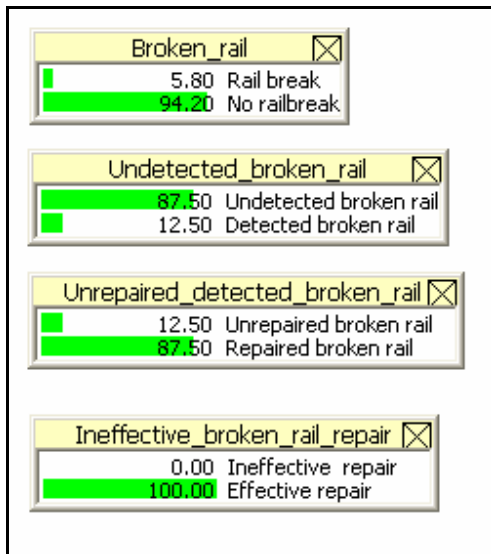 Broken_rail
5.80 Rail break
94.20 No railbreak
Undetected_broken_rail
87.50 Undetected broken rail
12.50 Detected broken rail
Unrepaired_detected_broken_rail
12.50 Unrepaired broken rail
87.50 Repaired broken rail
Ineffective_broken_rail_repair
0.00 Ineffective repair
100.00 Effective repair